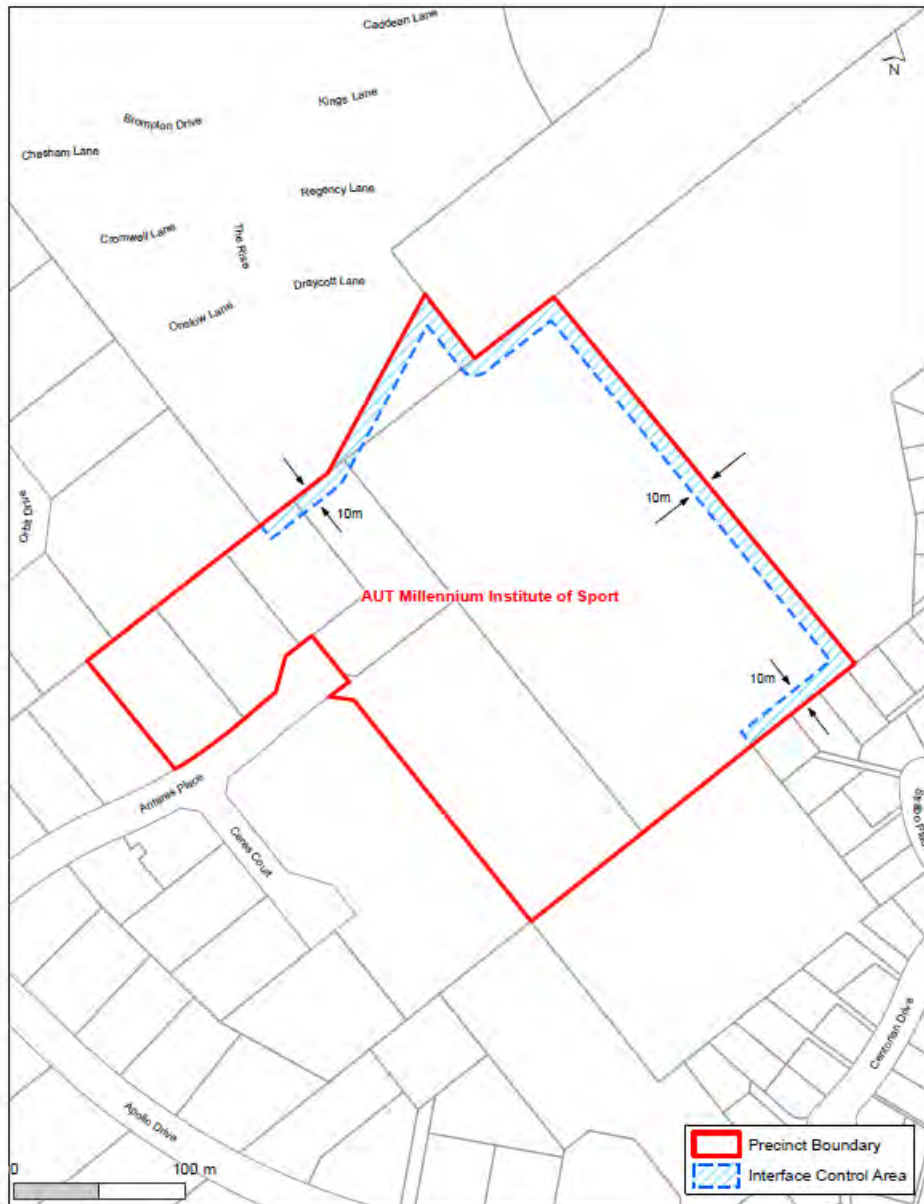 Caddean Lane
N
Kings Lane
Brompton Drive
Chesham Lane
Regency Lane
Cromwell Lane
The Rise
Draycott Lane
Onslow Lane
Orbit Drive
10m
10m
AUT Millennium Institute of Sport
10m
Antares Place
Ceres Court
Centorian Drive
Apollo Drive
Precinct Boundary
Interface Control Area
0
100 m